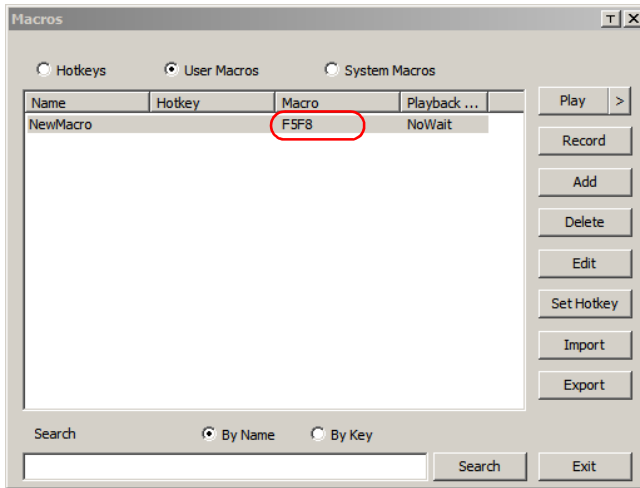 Macros T X
Hotkeys User Macros System Macros
Name Hotkey Macro Playback ...
NewMacro F5F8 NoWait
Play >
Record
Add
Delete
Edit
Set Hotkey
Import
Export
Search By Name By Key
Search Exit